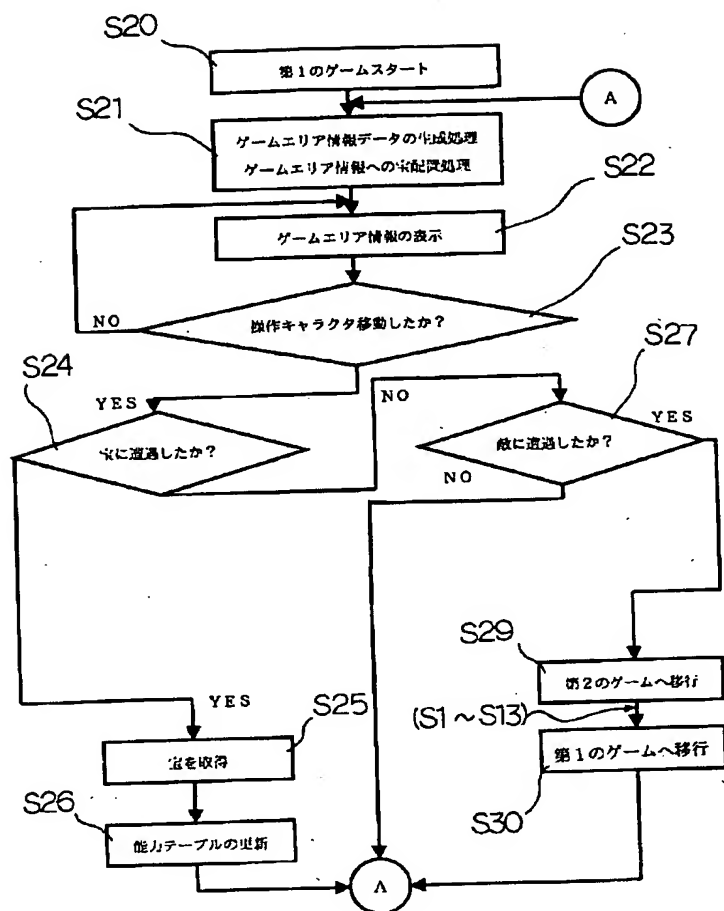 S20
第1のゲームスタート
A
S21
ゲームエリア情報データの生成処理
ゲームエリア情報への宝配置処理
S22
ゲームエリア情報の表示
S23
操作キャラクタ移動したか？
NO
S24
YES
宝に遭遇したか？
NO
S27
YES
敵に遭遇したか？
NO
S29
第2のゲームへ移行
(S1～S13)
第1のゲームへ移行
S30
YES
S25
宝を取得
S26
能力テーブルの更新
A